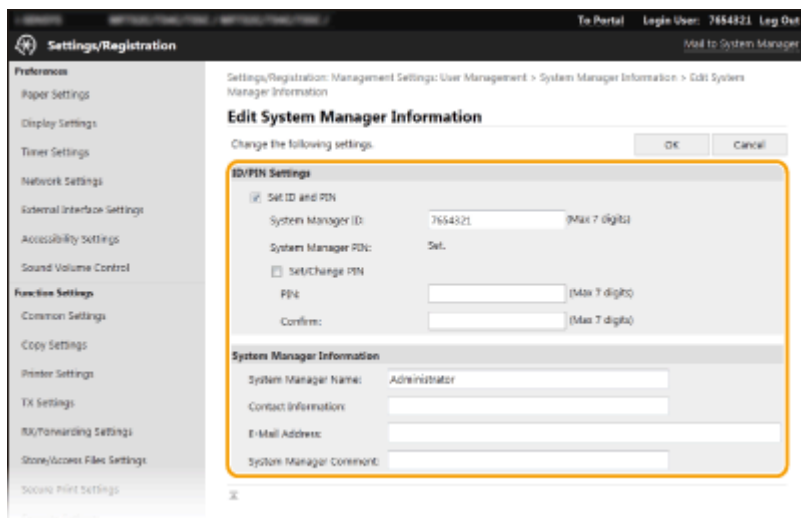 To Portal Login User: 7654321 Log Out
Settings/Registration
Mail to System Manager
Preferences
Paper Settings
Display Settings
Timer Settings
Network Settings
External Interface Settings
Accessibility Settings
Sound Volume Control
Function Settings
Common Settings
Copy Settings
Printer Settings
TX Settings
RX/Forwarding Settings
Store/Access Files Settings
Secure Print Settings
Settings/Registration: Management Settings: User Management > System Manager Information > Edit System
Manager Information
Edit System Manager Information
Change the following settings.
OK Cancel
ID/PIN Settings
Set ID and PIN
System Manager ID: 7654321 (Max 7 digits)
System Manager PIN: Set.
Set/Change PIN
PIN: (Max 7 digits)
Confirm: (Max 7 digits)
System Manager Information
System Manager Name: Administrator
Contact Information:
E-Mail Address:
System Manager Comment: